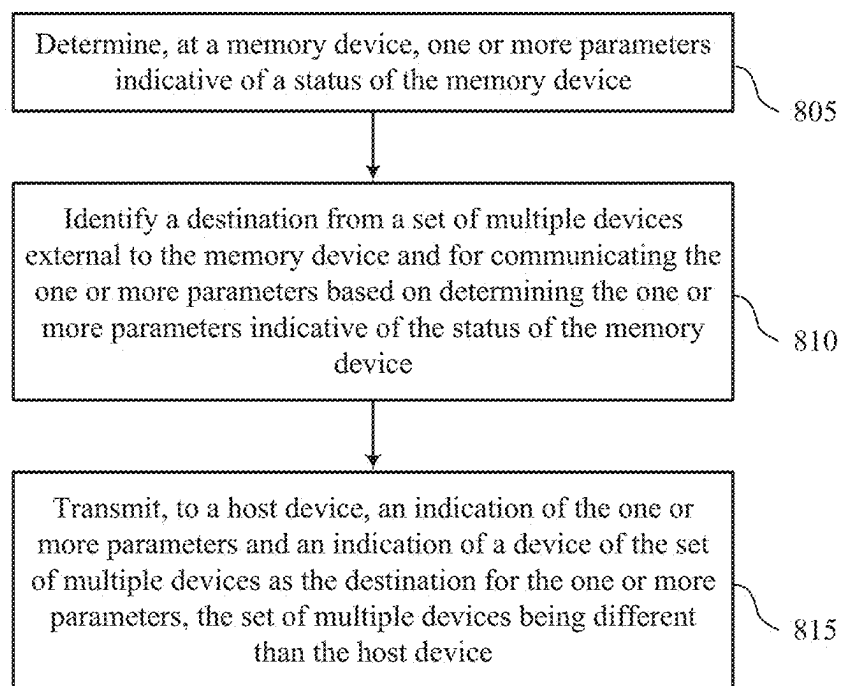 Determine, at a memory device, one or more parameters
indicative of a status of the memory device
805
Identify a destination from a set of multiple devices
external to the memory device and for communicating the
one or more parameters based on determining the one or
more parameters indicative of the status of the memory
device
810
Transmit, to a host device, an indication of the one or
more parameters and an indication of a device of the set
of multiple devices as the destination for the one or more
parameters, the set of multiple devices being different
than the host device
815